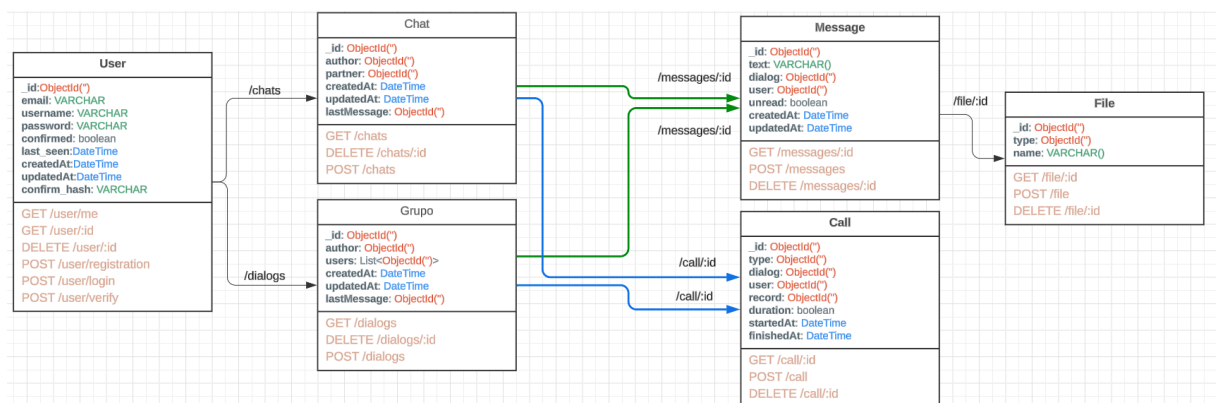 User
_id:ObjectId('')
email: VARCHAR
username: VARCHAR
password: VARCHAR
confirmed: boolean
last_seen:DateTime
createdAt:DateTime
updatedAt:DateTime
confirm_hash: VARCHAR
GET /user/me
GET /user/:id
DELETE /user/:id
POST /user/registration
POST /user/login
POST /user/verify
/chats
/dialogs
Chat
_id: ObjectId('')
author: ObjectId('')
partner: ObjectId('')
createdAt: DateTime
updatedAt: DateTime
lastMessage: ObjectId('')
GET /chats
DELETE /chats/:id
POST /chats
Grupo
_id: ObjectId('')
author: ObjectId('')
users: List<ObjectId('')>
createdAt: DateTime
updatedAt: DateTime
lastMessage: ObjectId('')
GET /dialogs
DELETE /dialogs/:id
POST /dialogs
/messages/:id
/messages/:id
/call/:id
/call/:id
Message
_id: ObjectId('')
text: VARCHAR()
dialog: ObjectId('')
user: ObjectId('')
unread: boolean
createdAt: DateTime
updatedAt: DateTime
GET /messages/:id
POST /messages
DELETE /messages/:id
Call
_id: ObjectId('')
type: ObjectId('')
dialog: ObjectId('')
user: ObjectId('')
record: ObjectId('')
duration: boolean
startedAt: DateTime
finishedAt: DateTime
GET /call/:id
POST /call
DELETE /call/:id
/file/:id
File
_id: ObjectId('')
type: ObjectId('')
name: VARCHAR()
GET /file/:id
POST /file
DELETE /file/:id